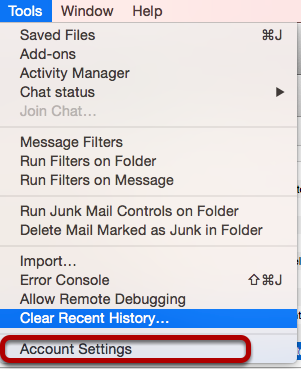 Tools Window Help
Saved Files ⌘J
Add-ons
Activity Manager
Chat status ▶
Join Chat…
Message Filters
Run Filters on Folder
Run Filters on Message
Run Junk Mail Controls on Folder
Delete Mail Marked as Junk in Folder
Import…
Error Console ⇧⌘J
Allow Remote Debugging
Clear Recent History…
Account Settings